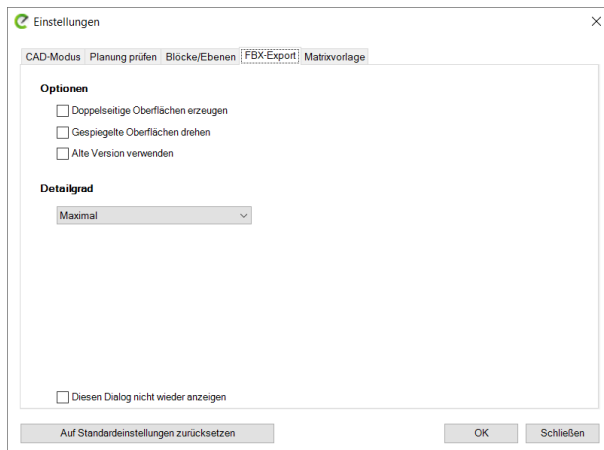 Einstellungen
CAD-Modus Planung prüfen Blöcke/Ebenen FBX-Export Matrixvorlage
Optionen
Doppelseitige Oberflächen erzeugen
Gespiegelte Oberflächen drehen
Alte Version verwenden
Detailgrad
Maximal
Diesen Dialog nicht wieder anzeigen
Auf Standardeinstellungen zurücksetzen OK Schließen